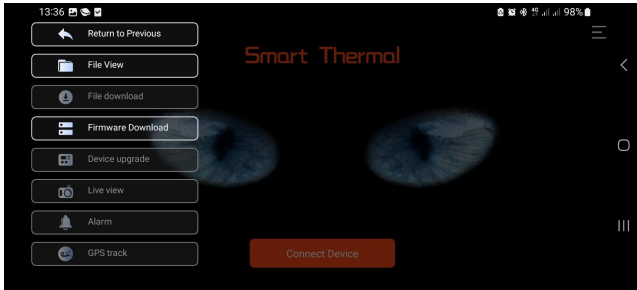 13:36
98%
Return to Previous
Smart Thermal
File View
File download
Firmware Download
Device upgrade
Live view
Alarm
GPS track
Connect Device